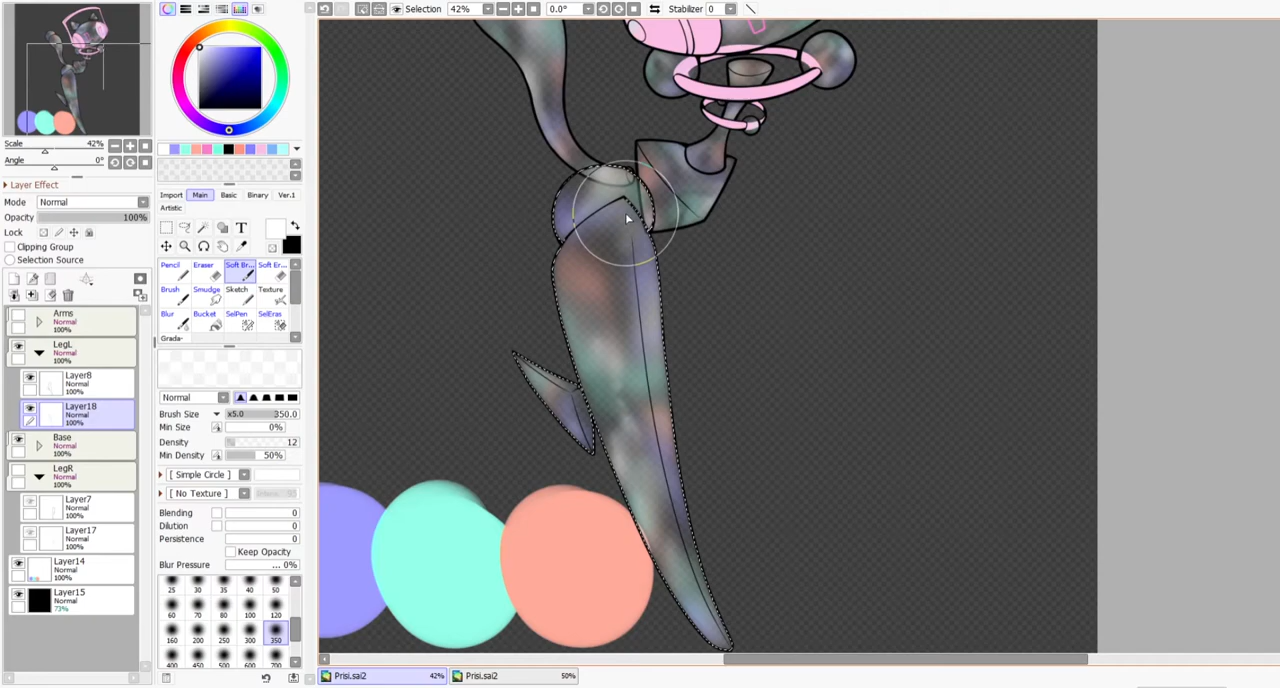 Selection 42% 0.0° Stabilizer 0
Scale 42%
Angle 0°
Layer Effect
Mode Normal
Opacity 100%
Lock
Clipping Group
Selection Source
Arms
Normal
100%
LegL
Normal
100%
Layer8
Normal
100%
Layer18
Normal
100%
Base
Normal
100%
LegR
Normal
100%
Layer7
Normal
100%
Layer17
Normal
100%
Layer14
Normal
100%
Layer15
Normal
73%
Import Main Basic Binary Ver.1
Artistic
T
Pencil Eraser Soft Br... Soft Er...
Brush Smudge Sketch Texture
Blur Bucket SelPen SelEras
Grada-
Normal
Brush Size x5.0 350.0
Min Size 0%
Density 12
Min Density 50%
[ Simple Circle ]
[ No Texture ]
Blending 0
Dilution 0
Persistence 0
Keep Opacity
Blur Pressure ... 0%
25 30 35 40 50
60 70 80 100 120
160 200 250 300 350
400 450 500 600 700
Prisi.sai2 42% Prisi.sai2 50%